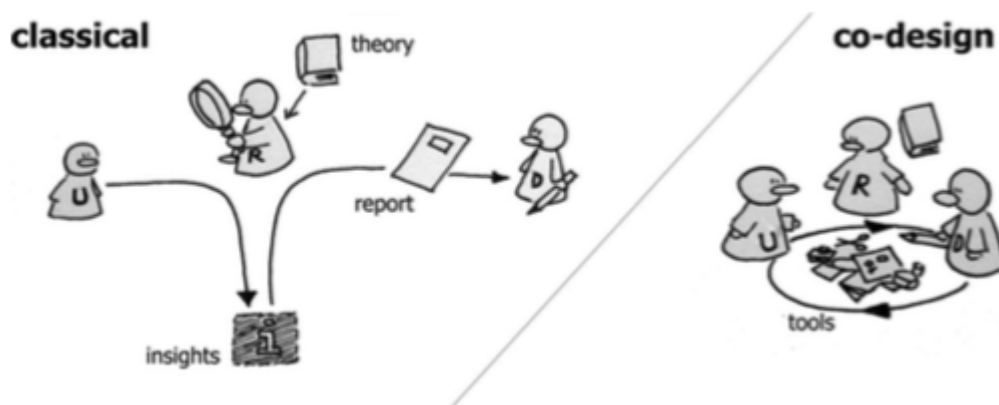 classical
theory
R
U
report
D
i
insights
co-design
R
U
D
tools